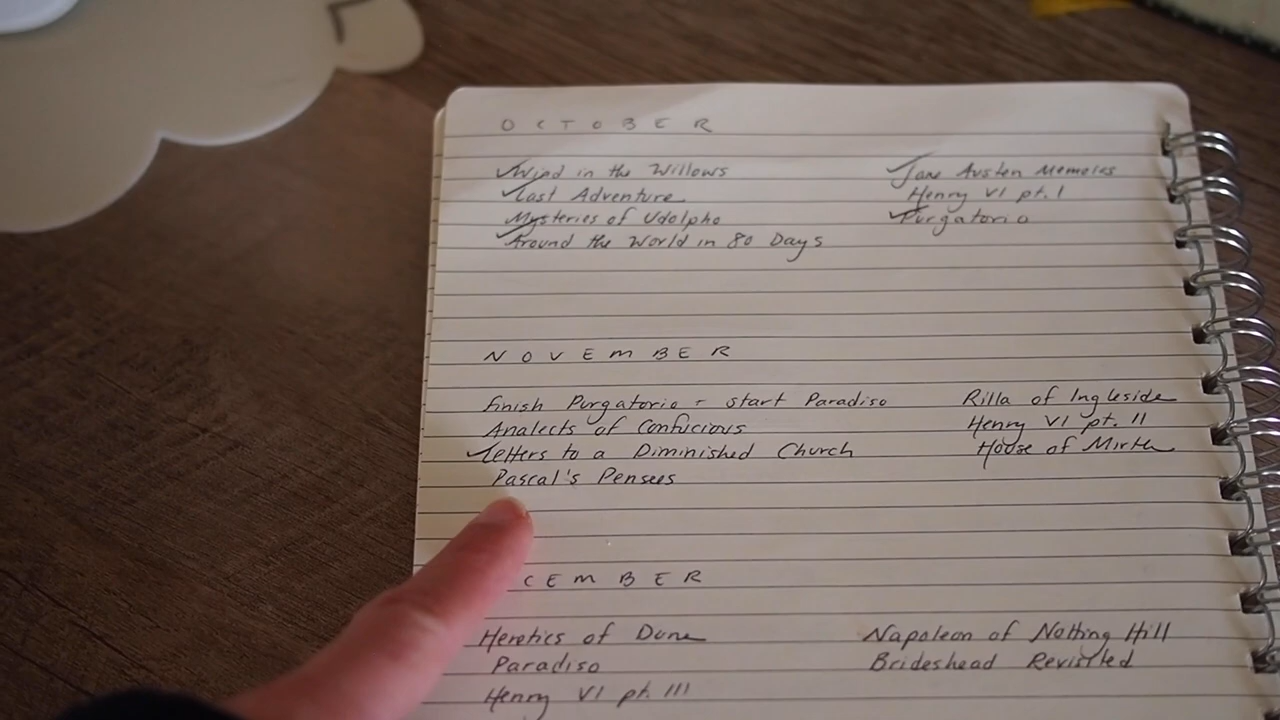 OCTOBER
Wind in the Willows
Last Adventure
Mysteries of Udolpho
Around the World in 80 Days
Jane Austen Memoirs
Henry VI pt. I
Purgatorio
NOVEMBER
finish Purgatorio - start Paradiso
Analects of Confucious
Letters to a Diminished Church
Pascal's Pensees
Rilla of Ingleside
Henry VI pt. II
House of Mirth
CEMBER
Heretics of Dune
Paradiso
Henry VI pt. III
Napoleon of Notting Hill
Brideshead Revisited